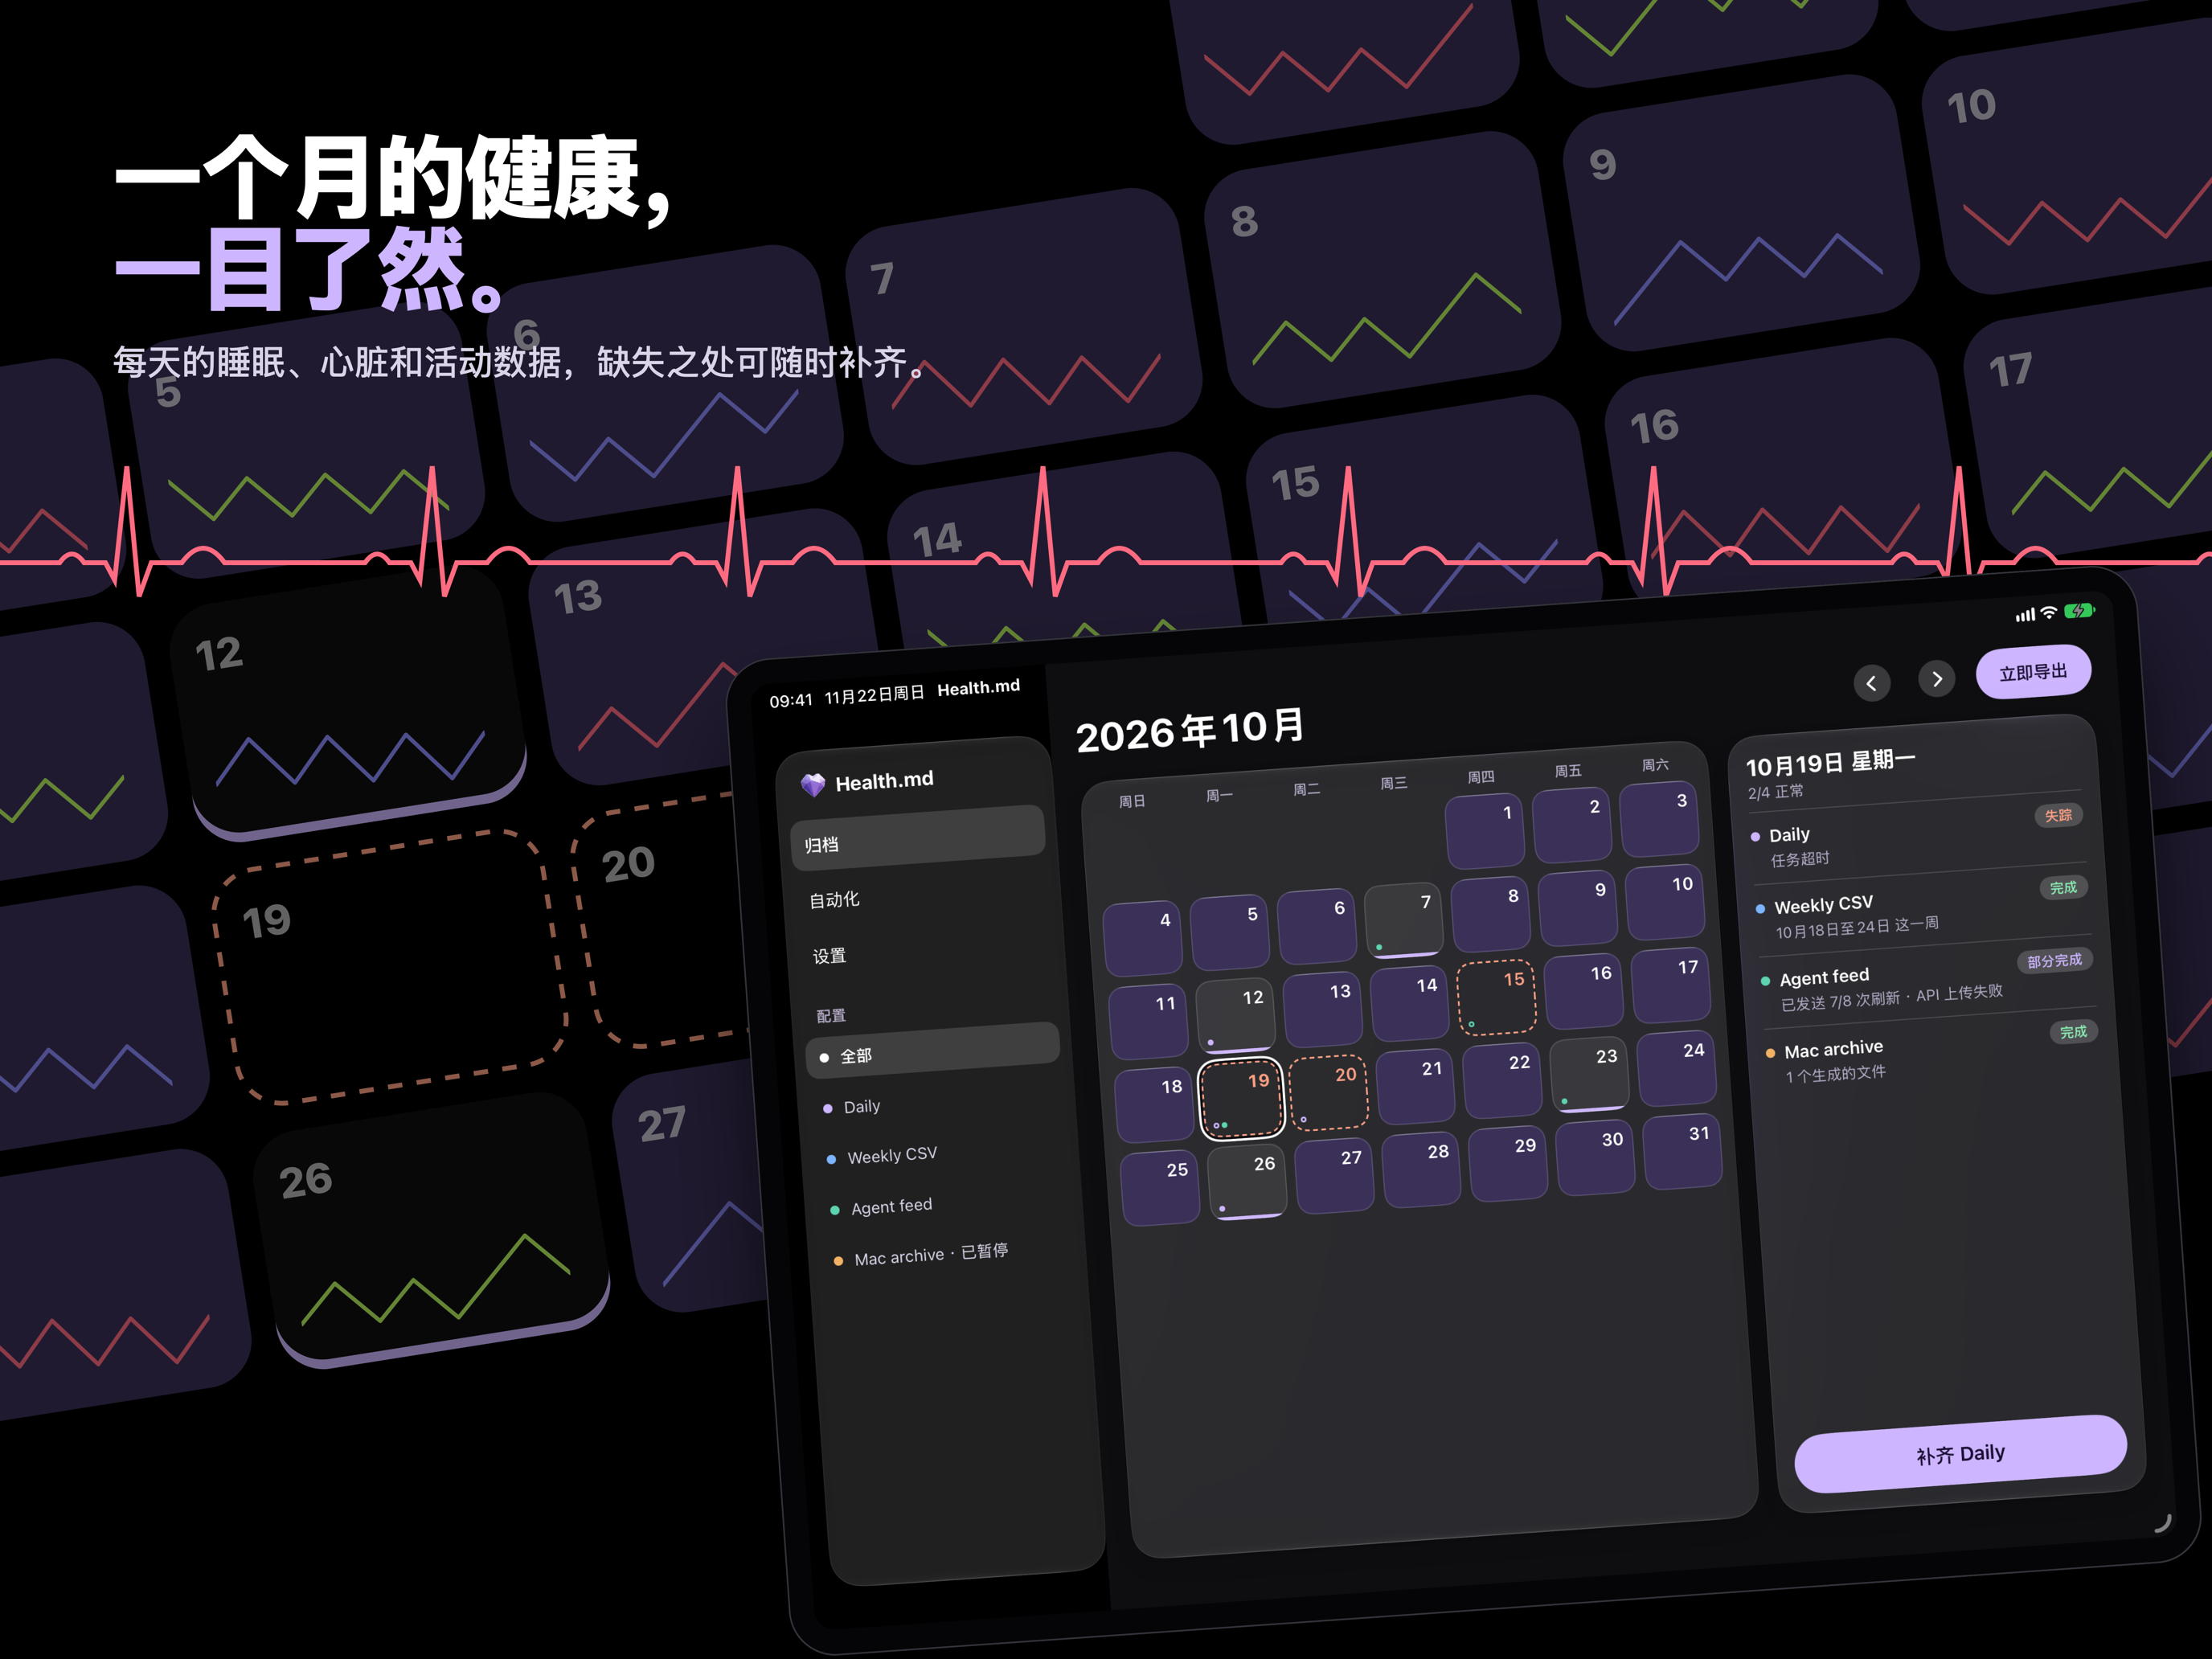 一个月的健康，
一目了然。
每天的睡眠、心脏和活动数据，缺失之处可随时补齐。
5
6
7
8
9
10
12
13
14
15
16
17
19
20
26
27
09:41 11月22日周日 Health.md
Health.md
归档
自动化
设置
配置
全部
Daily
Weekly CSV
Agent feed
Mac archive · 已暂停
2026年10月
立即导出
周日 周一 周二 周三 周四 周五 周六
1 2 3
4 5 6 7 8 9 10
11 12 13 14 15 16 17
18 19 20 21 22 23 24
25 26 27 28 29 30 31
10月19日 星期一
2/4 正常
Daily 失踪
任务超时
Weekly CSV 完成
10月18日至24日 这一周
Agent feed 部分完成
已发送 7/8 次刷新 · API 上传失败
Mac archive 完成
1 个生成的文件
补齐 Daily